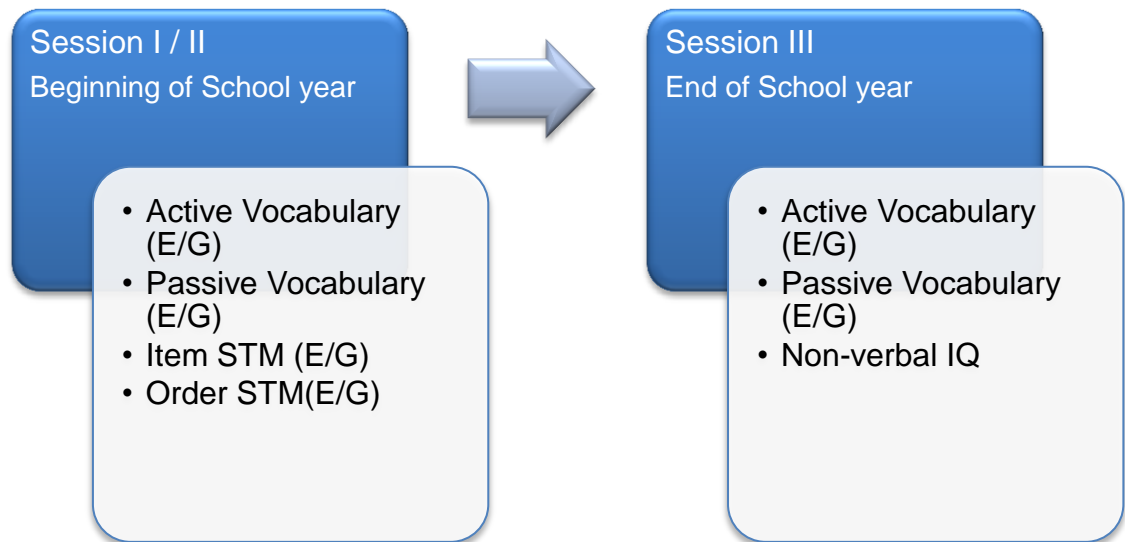 Session I / II
Beginning of School year
• Active Vocabulary
(E/G)
• Passive Vocabulary
(E/G)
• Item STM (E/G)
• Order STM(E/G)
Session III
End of School year
• Active Vocabulary
(E/G)
• Passive Vocabulary
(E/G)
• Non-verbal IQ